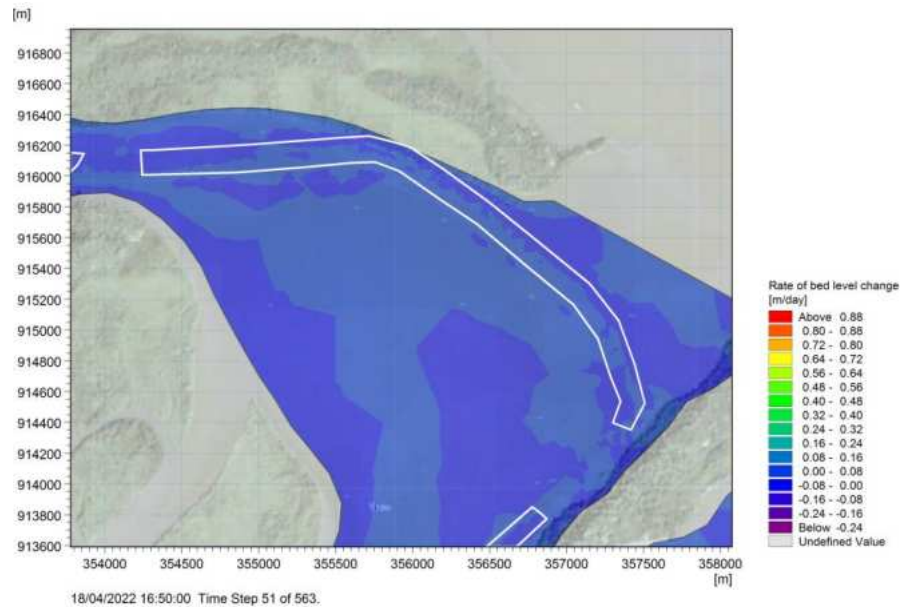 [m]
916800
916600
916400
916200
916000
915800
915600
915400
915200
915000
914800
914600
914400
914200
914000
913800
913600
354000 354500 355000 355500 356000 356500 357000 357500 358000
[m]
Rate of bed level change
[m/day]
Above 0.88
0.80 - 0.88
0.72 - 0.80
0.64 - 0.72
0.56 - 0.64
0.48 - 0.56
0.40 - 0.48
0.32 - 0.40
0.24 - 0.32
0.16 - 0.24
0.08 - 0.16
0.00 - 0.08
-0.08 - 0.00
-0.16 - -0.08
-0.24 - -0.16
Below -0.24
Undefined Value
18/04/2022 16:50:00 Time Step 51 of 563.